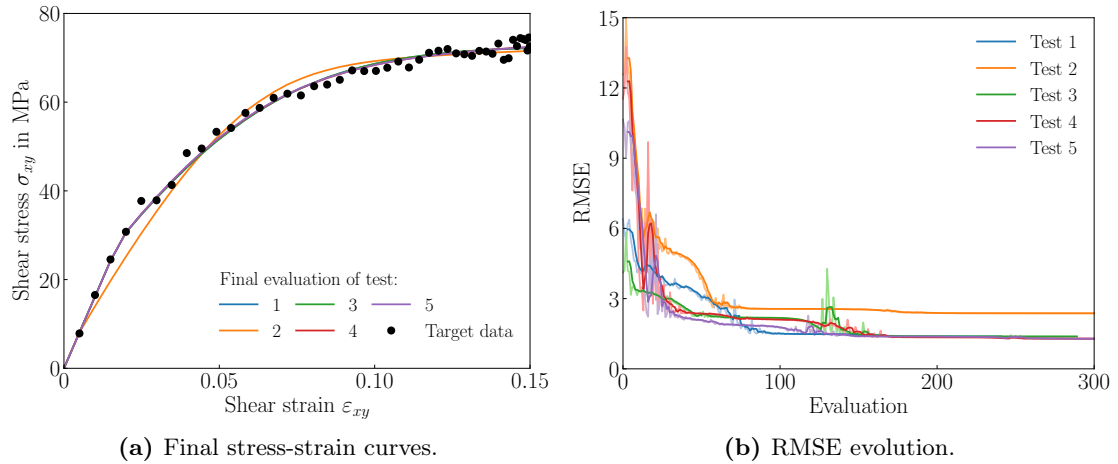 80
60
40
20
0
Shear stress σxy in MPa
Final evaluation of test:
1 3 5
2 4 Target data
0 0.05 0.10 0.15
Shear strain εxy
(a) Final stress-strain curves.
15
12
9
6
3
0
RMSE
Test 1
Test 2
Test 3
Test 4
Test 5
0 100 200 300
Evaluation
(b) RMSE evolution.